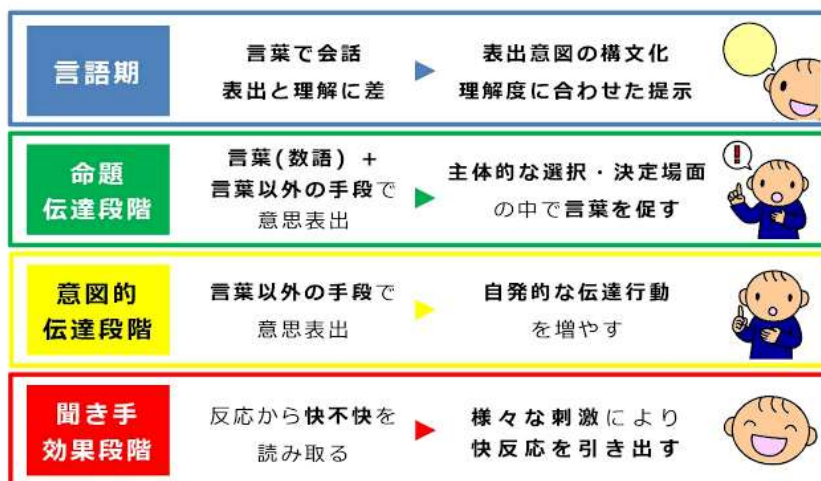 言語期
言葉で会話
表出と理解に差
表出意図の構文化
理解度に合わせた提示
命題
伝達段階
言葉(数語) +
言葉以外の手段で
意思表出
主体的な選択・決定場面
の中で言葉を促す
!
意図的
伝達段階
言葉以外の手段で
意思表出
自発的な伝達行動
を増やす
聞き手
効果段階
反応から快不快を
読み取る
様々な刺激により
快反応を引き出す